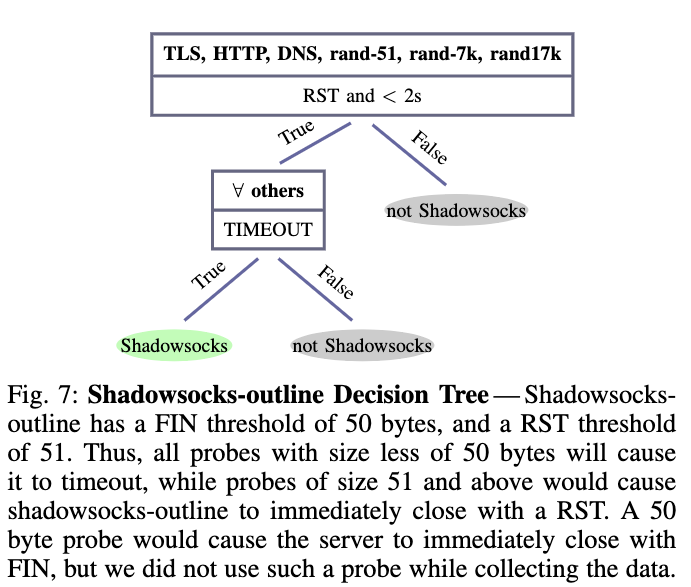 TLS, HTTP, DNS, rand-51, rand-7k, rand17k
RST and < 2s
True
False
∀ others
TIMEOUT
not Shadowsocks
True
False
Shadowsocks
not Shadowsocks
Fig. 7: Shadowsocks-outline Decision Tree — Shadowsocks-
outline has a FIN threshold of 50 bytes, and a RST threshold
of 51. Thus, all probes with size less of 50 bytes will cause
it to timeout, while probes of size 51 and above would cause
shadowsocks-outline to immediately close with a RST. A 50
byte probe would cause the server to immediately close with
FIN, but we did not use such a probe while collecting the data.